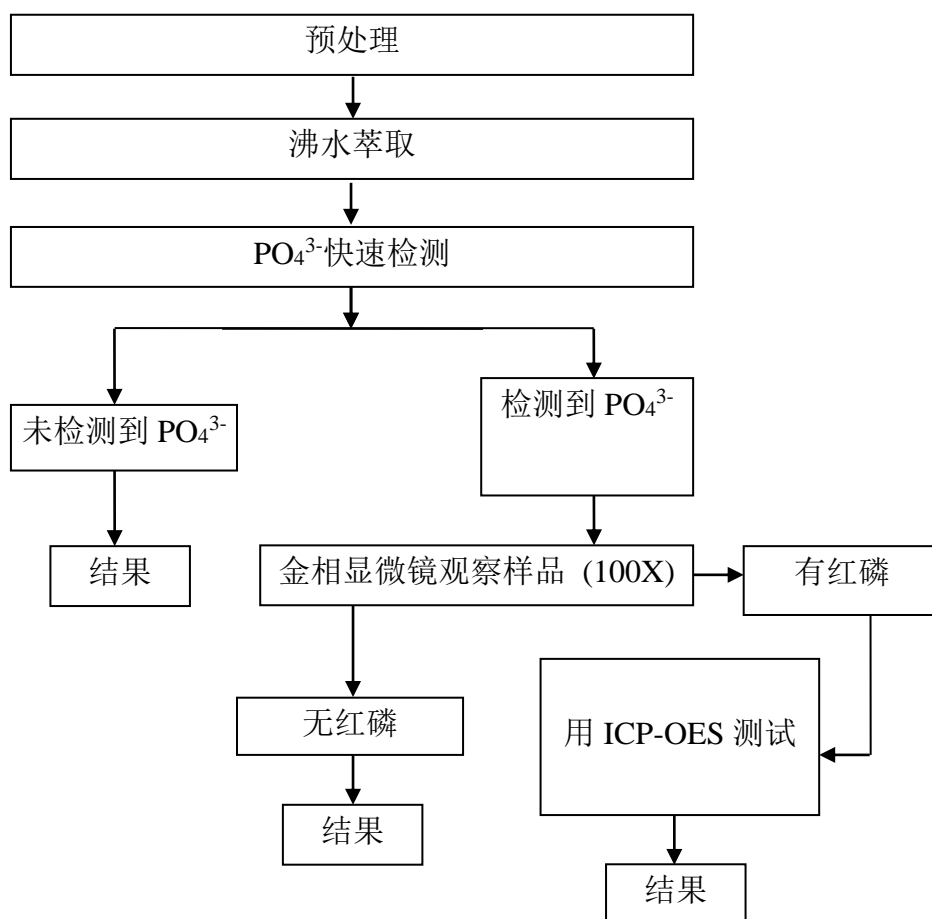 预处理
沸水萃取
PO₄³⁻快速检测
检测到 PO₄³⁻
未检测到 PO₄³⁻
结果
金相显微镜观察样品 (100X)
有红磷
无红磷
用 ICP-OES 测试
结果
结果